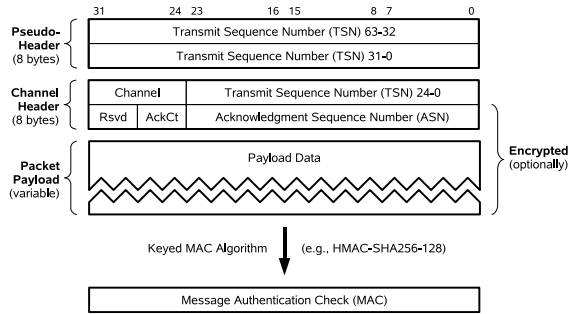 31 24 23 16 15 8 7 0
Pseudo-
Header
(8 bytes)
Transmit Sequence Number (TSN) 63-32
Transmit Sequence Number (TSN) 31-0
Channel
Header
(8 bytes)
Channel
Transmit Sequence Number (TSN) 24-0
Rsvd
AckCt
Acknowledgment Sequence Number (ASN)
Packet
Payload
(variable)
Payload Data
Encrypted
(optionally)
Keyed MAC Algorithm
(e.g., HMAC-SHA256-128)
Message Authentication Check (MAC)